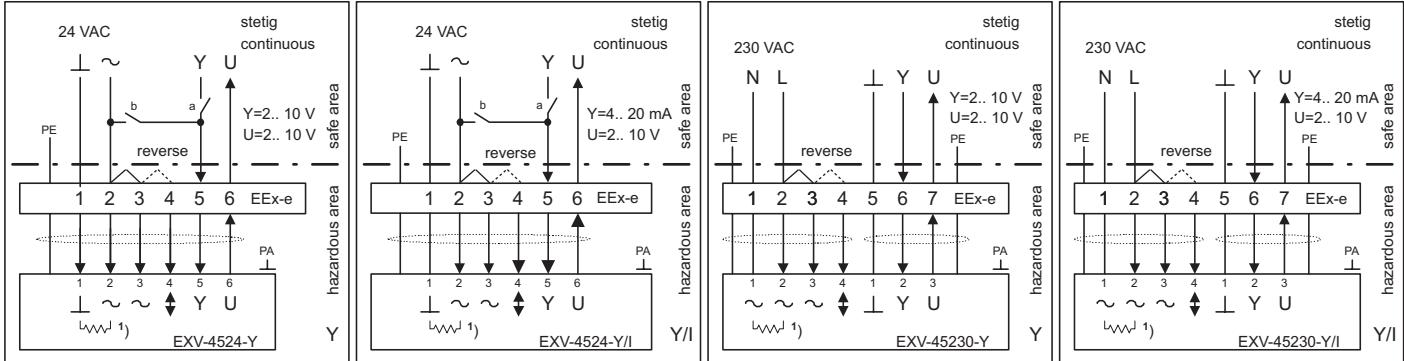 24 VAC
stetig
continuous
⊥ ~ Y U
b a
Y=2.. 10 V
U=2.. 10 V
safe area
PE
reverse
1 2 3 4 5 6 EEx-e
hazardous area
PA
1 2 3 4 5 6
⊥ ~ ~ Y U
1)
EXV-4524-Y
Y
24 VAC
stetig
continuous
⊥ ~ Y U
b a
Y=4.. 20 mA
U=2.. 10 V
safe area
PE
reverse
1 2 3 4 5 6 EEx-e
hazardous area
PA
1 2 3 4 5 6
⊥ ~ ~ Y U
1)
EXV-4524-Y/I
Y/I
230 VAC
stetig
continuous
N L ⊥ Y U
Y=2.. 10 V
U=2.. 10 V
safe area
PE PE
reverse
1 2 3 4 5 6 7 EEx-e
hazardous area
PA
1 2 3 4 1 2 3
~ ~ ~ ⊥ Y U
1)
EXV-45230-Y
Y
230 VAC
stetig
continuous
N L ⊥ Y U
Y=4.. 20 mA
U=2.. 10 V
safe area
PE PE
reverse
1 2 3 4 5 6 7 EEx-e
hazardous area
PA
1 2 3 4 1 2 3
~ ~ ~ ⊥ Y U
1)
EXV-45230-Y/I
Y/I